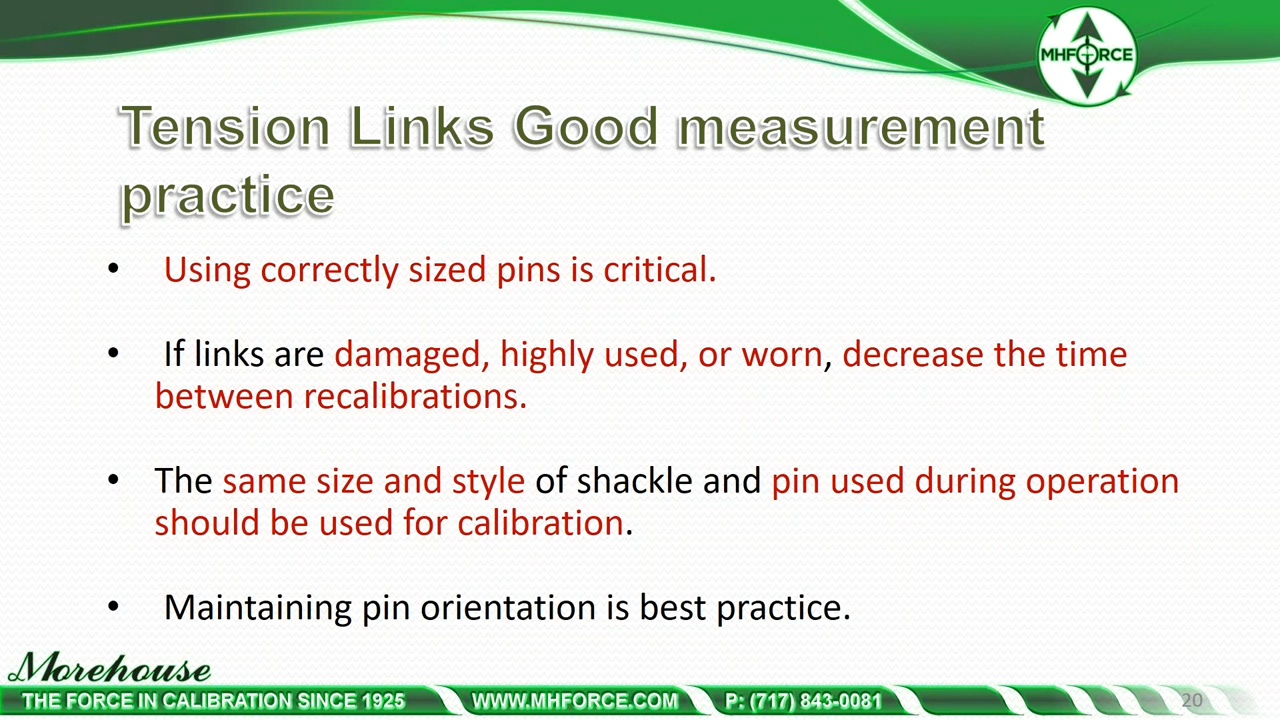 MHFORCE
Tension Links Good measurement
practice
• Using correctly sized pins is critical.
• If links are damaged, highly used, or worn, decrease the time
between recalibrations.
• The same size and style of shackle and pin used during operation
should be used for calibration.
• Maintaining pin orientation is best practice.
Morehouse
THE FORCE IN CALIBRATION SINCE 1925 WWW.MHFORCE.COM P: (717) 843-0081 20